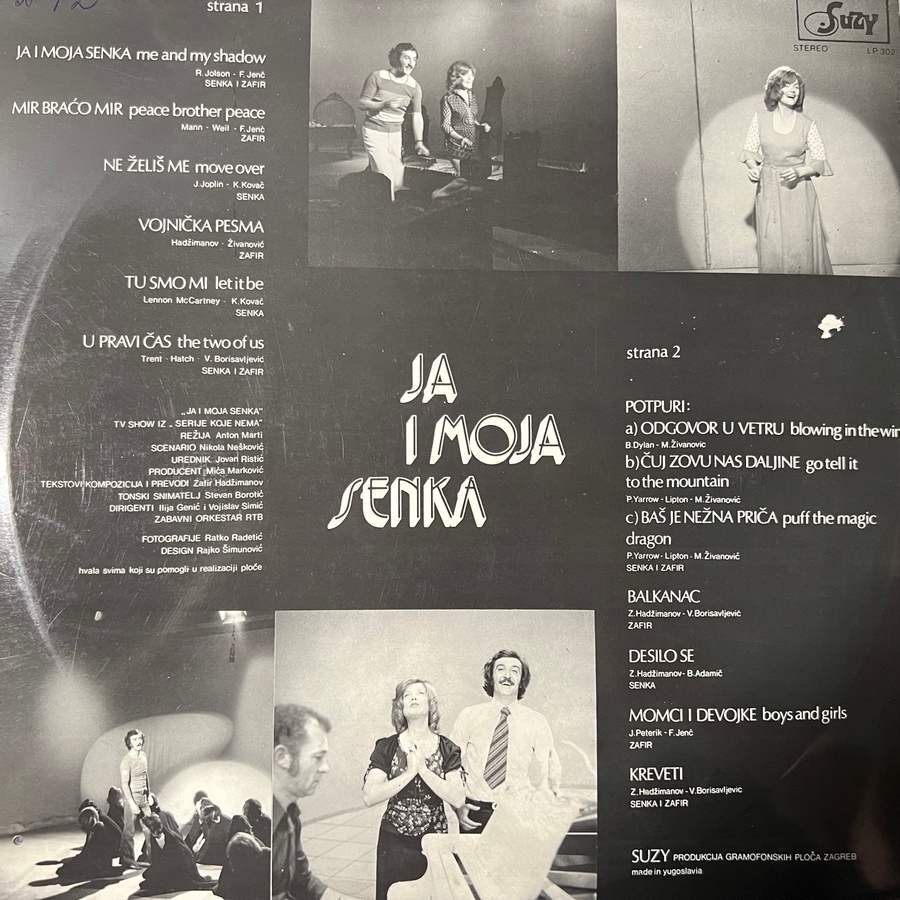 strana 1
JA I MOJA SENKA me and my shadow
R. Jolson - F. Jenč
SENKA I ZAFIR
MIR BRAĆO MIR peace brother peace
Mann - Weil - F. Jenč
ZAFIR
NE ŽELIŠ ME move over
J. Joplin - K. Kovač
SENKA
VOJNIČKA PESMA
Hadžimanov - Živanović
ZAFIR
TU SMO MI let it be
Lennon McCartney - K. Kovač
SENKA
U PRAVI ČAS the two of us
Trent - Hatch - V. Borisavljević
SENKA I ZAFIR
„JA I MOJA SENKA"
TV SHOW IZ „ SERIJE KOJE NEMA"
REŽIJA Anton Marti
SCENARIO Nikola Nešković
UREDNIK Jovan Ristić
PRODUCENT Mića Marković
TEKSTOVI KOMPOZICIJA I PREVODI Zafir Hadžimanov
TONSKI SNIMATELJ Stevan Borotić
DIRIGENTI Ilija Genić i Vojislav Simić
ZABAVNI ORKESTAR RTB
FOTOGRAFIJE Ratko Radetić
DESIGN Rajko Šimunović
hvala svima koji su pomogli u realizaciji ploče
JA
I MOJA
SENKA
SUZY
STEREO LP 302
strana 2
POTPURI:
a) ODGOVOR U VETRU blowing in the
B. Dylan - M. Živanovic
b) ČUJ ZOVU NAS DALJINE go tell it
to the mountain
P. Yarrow - Lipton - M. Živanović
c) BAŠ JE NEŽNA PRIČA puff the magic
dragon
P. Yarrow - Lipton - M. Živanović
SENKA I ZAFIR
BALKANAC
Z. Hadžimanov - V. Borisavljević
ZAFIR
DESILO SE
Z. Hadžimanov - B. Adamič
SENKA
MOMCI I DEVOJKE boys and girls
J. Peterik - F. Jenč
ZAFIR
KREVETI
Z. Hadžimanov - V. Borisavljevic
SENKA I ZAFIR
SUZY PRODUKCIJA GRAMOFONSKIH PLOČA ZAGREB
made in yugoslavia